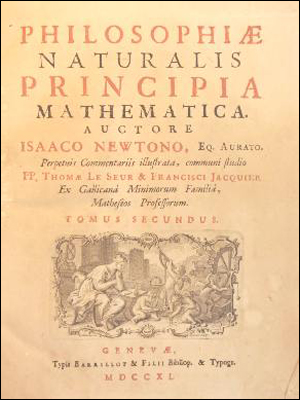 PHILOSOPHIÆ
NATURALIS
PRINCIPIA
MATHEMATICA.
AUCTORE
ISAACO NEWTONO, EQ. AURATO.
Perpetuis Commentariis illustrata, communi studio
PP. THOMÆ LE SEUR & FRANCISCI JACQUIER
Ex Gallicanâ Minimorum Familiâ,
Matheseos Professorum.
TOMUS SECUNDUS.
GENEVÆ,
Typis BARRILLOT & FILII Bibliop. & Typogr.
MDCCXL